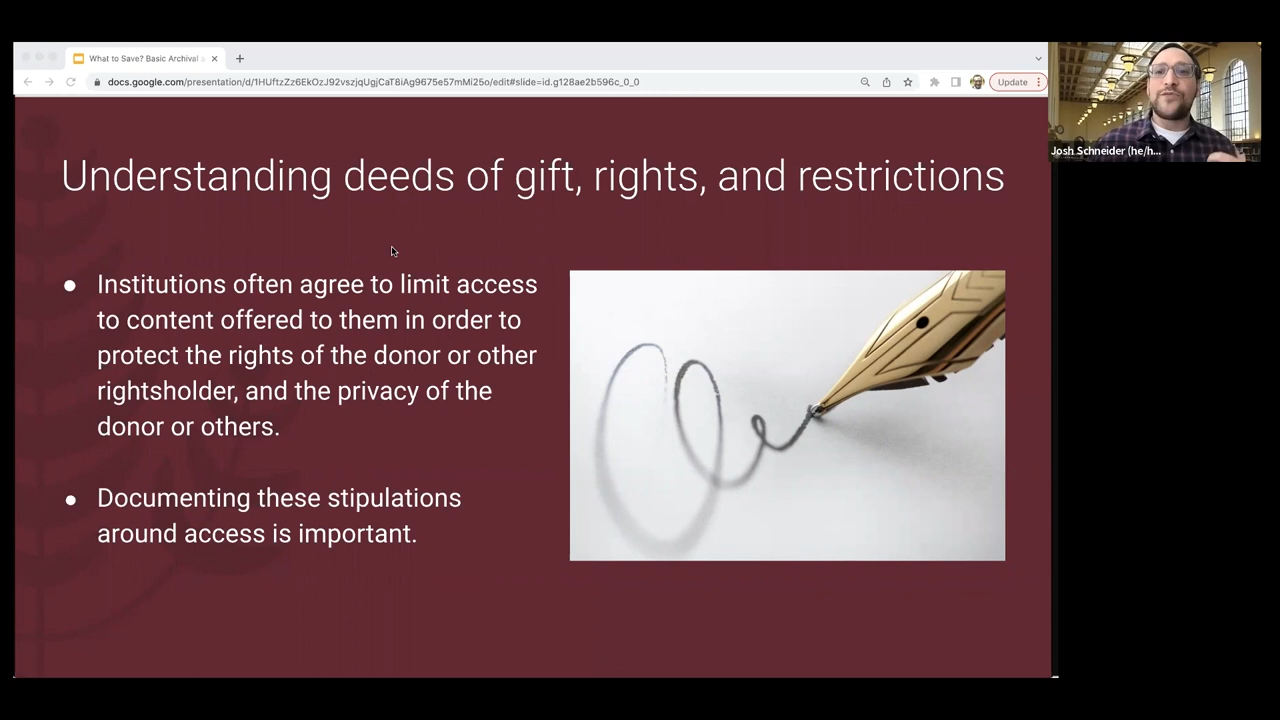 What to Save? Basic Archival a
docs.google.com/presentation/d/1HUftzZz6EkOzJ92vszjqUgjCaT8iAg9675e57mMi25o/edit#slide=id.g128ae2b596c_0_0
Update
Josh Schneider (he/h...
Understanding deeds of gift, rights, and restrictions
● Institutions often agree to limit access
to content offered to them in order to
protect the rights of the donor or other
rightsholder, and the privacy of the
donor or others.
● Documenting these stipulations
around access is important.